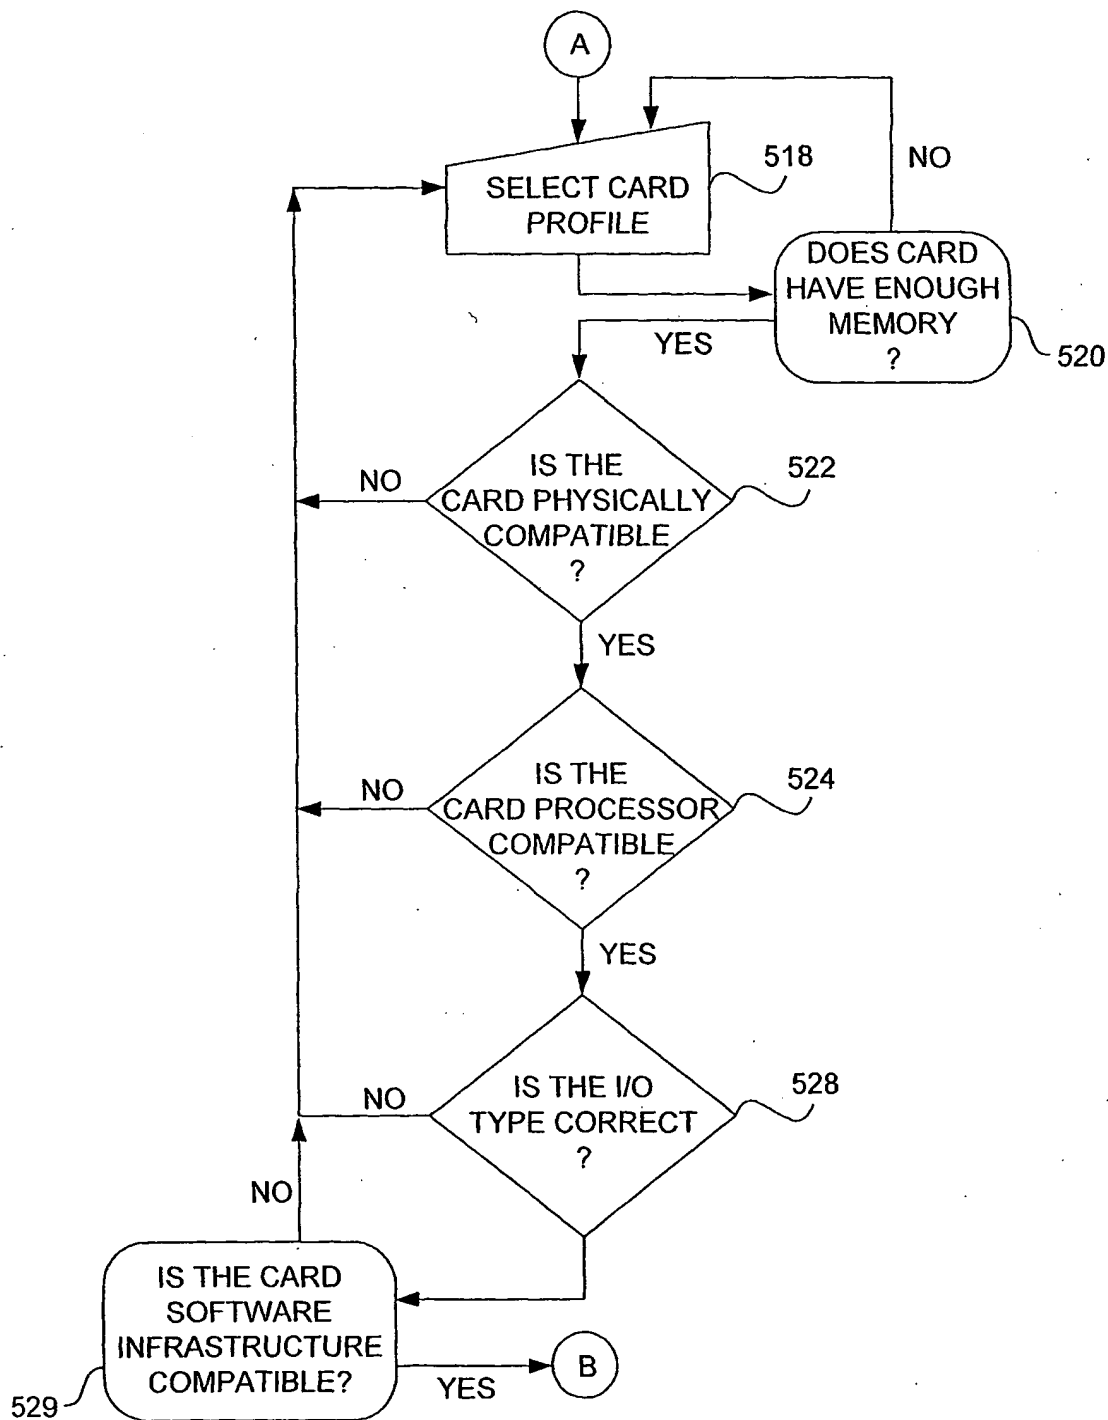 A
SELECT CARD
PROFILE
518
NO
DOES CARD
HAVE ENOUGH
MEMORY
?
520
YES
IS THE
CARD PHYSICALLY
COMPATIBLE
?
522
NO
YES
IS THE
CARD PROCESSOR
COMPATIBLE
?
524
NO
YES
IS THE I/O
TYPE CORRECT
?
528
NO
NO
IS THE CARD
SOFTWARE
INFRASTRUCTURE
COMPATIBLE?
529
YES
B